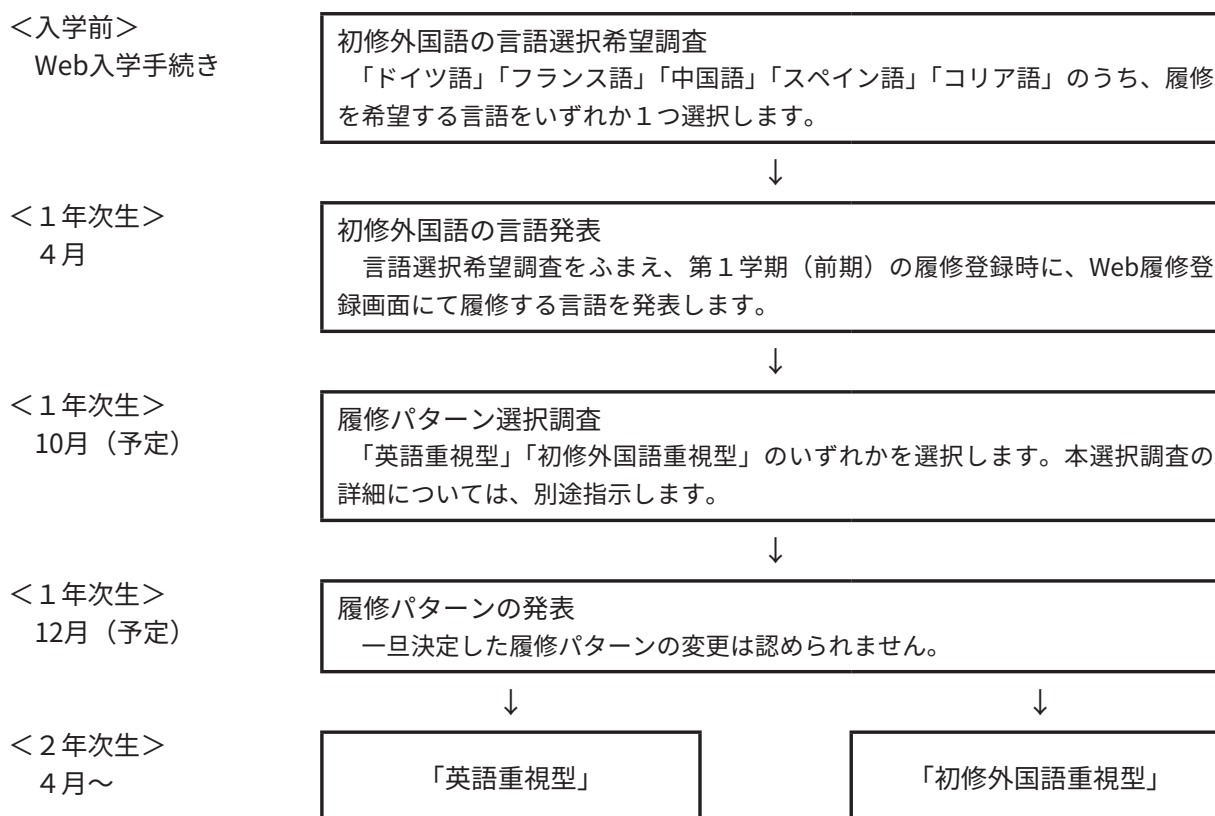 ＜入学前＞
Web入学手続き
初修外国語の言語選択希望調査
「ドイツ語」「フランス語」「中国語」「スペイン語」「コリア語」のうち、履修
を希望する言語をいずれか１つ選択します。
↓
＜１年次生＞
４月
初修外国語の言語発表
言語選択希望調査をふまえ、第１学期（前期）の履修登録時に、Web履修登
録画面にて履修する言語を発表します。
↓
＜１年次生＞
10月（予定）
履修パターン選択調査
「英語重視型」「初修外国語重視型」のいずれかを選択します。本選択調査の
詳細については、別途指示します。
↓
＜１年次生＞
12月（予定）
履修パターンの発表
一旦決定した履修パターンの変更は認められません。
↓ ↓
＜２年次生＞
４月～
「英語重視型」
「初修外国語重視型」